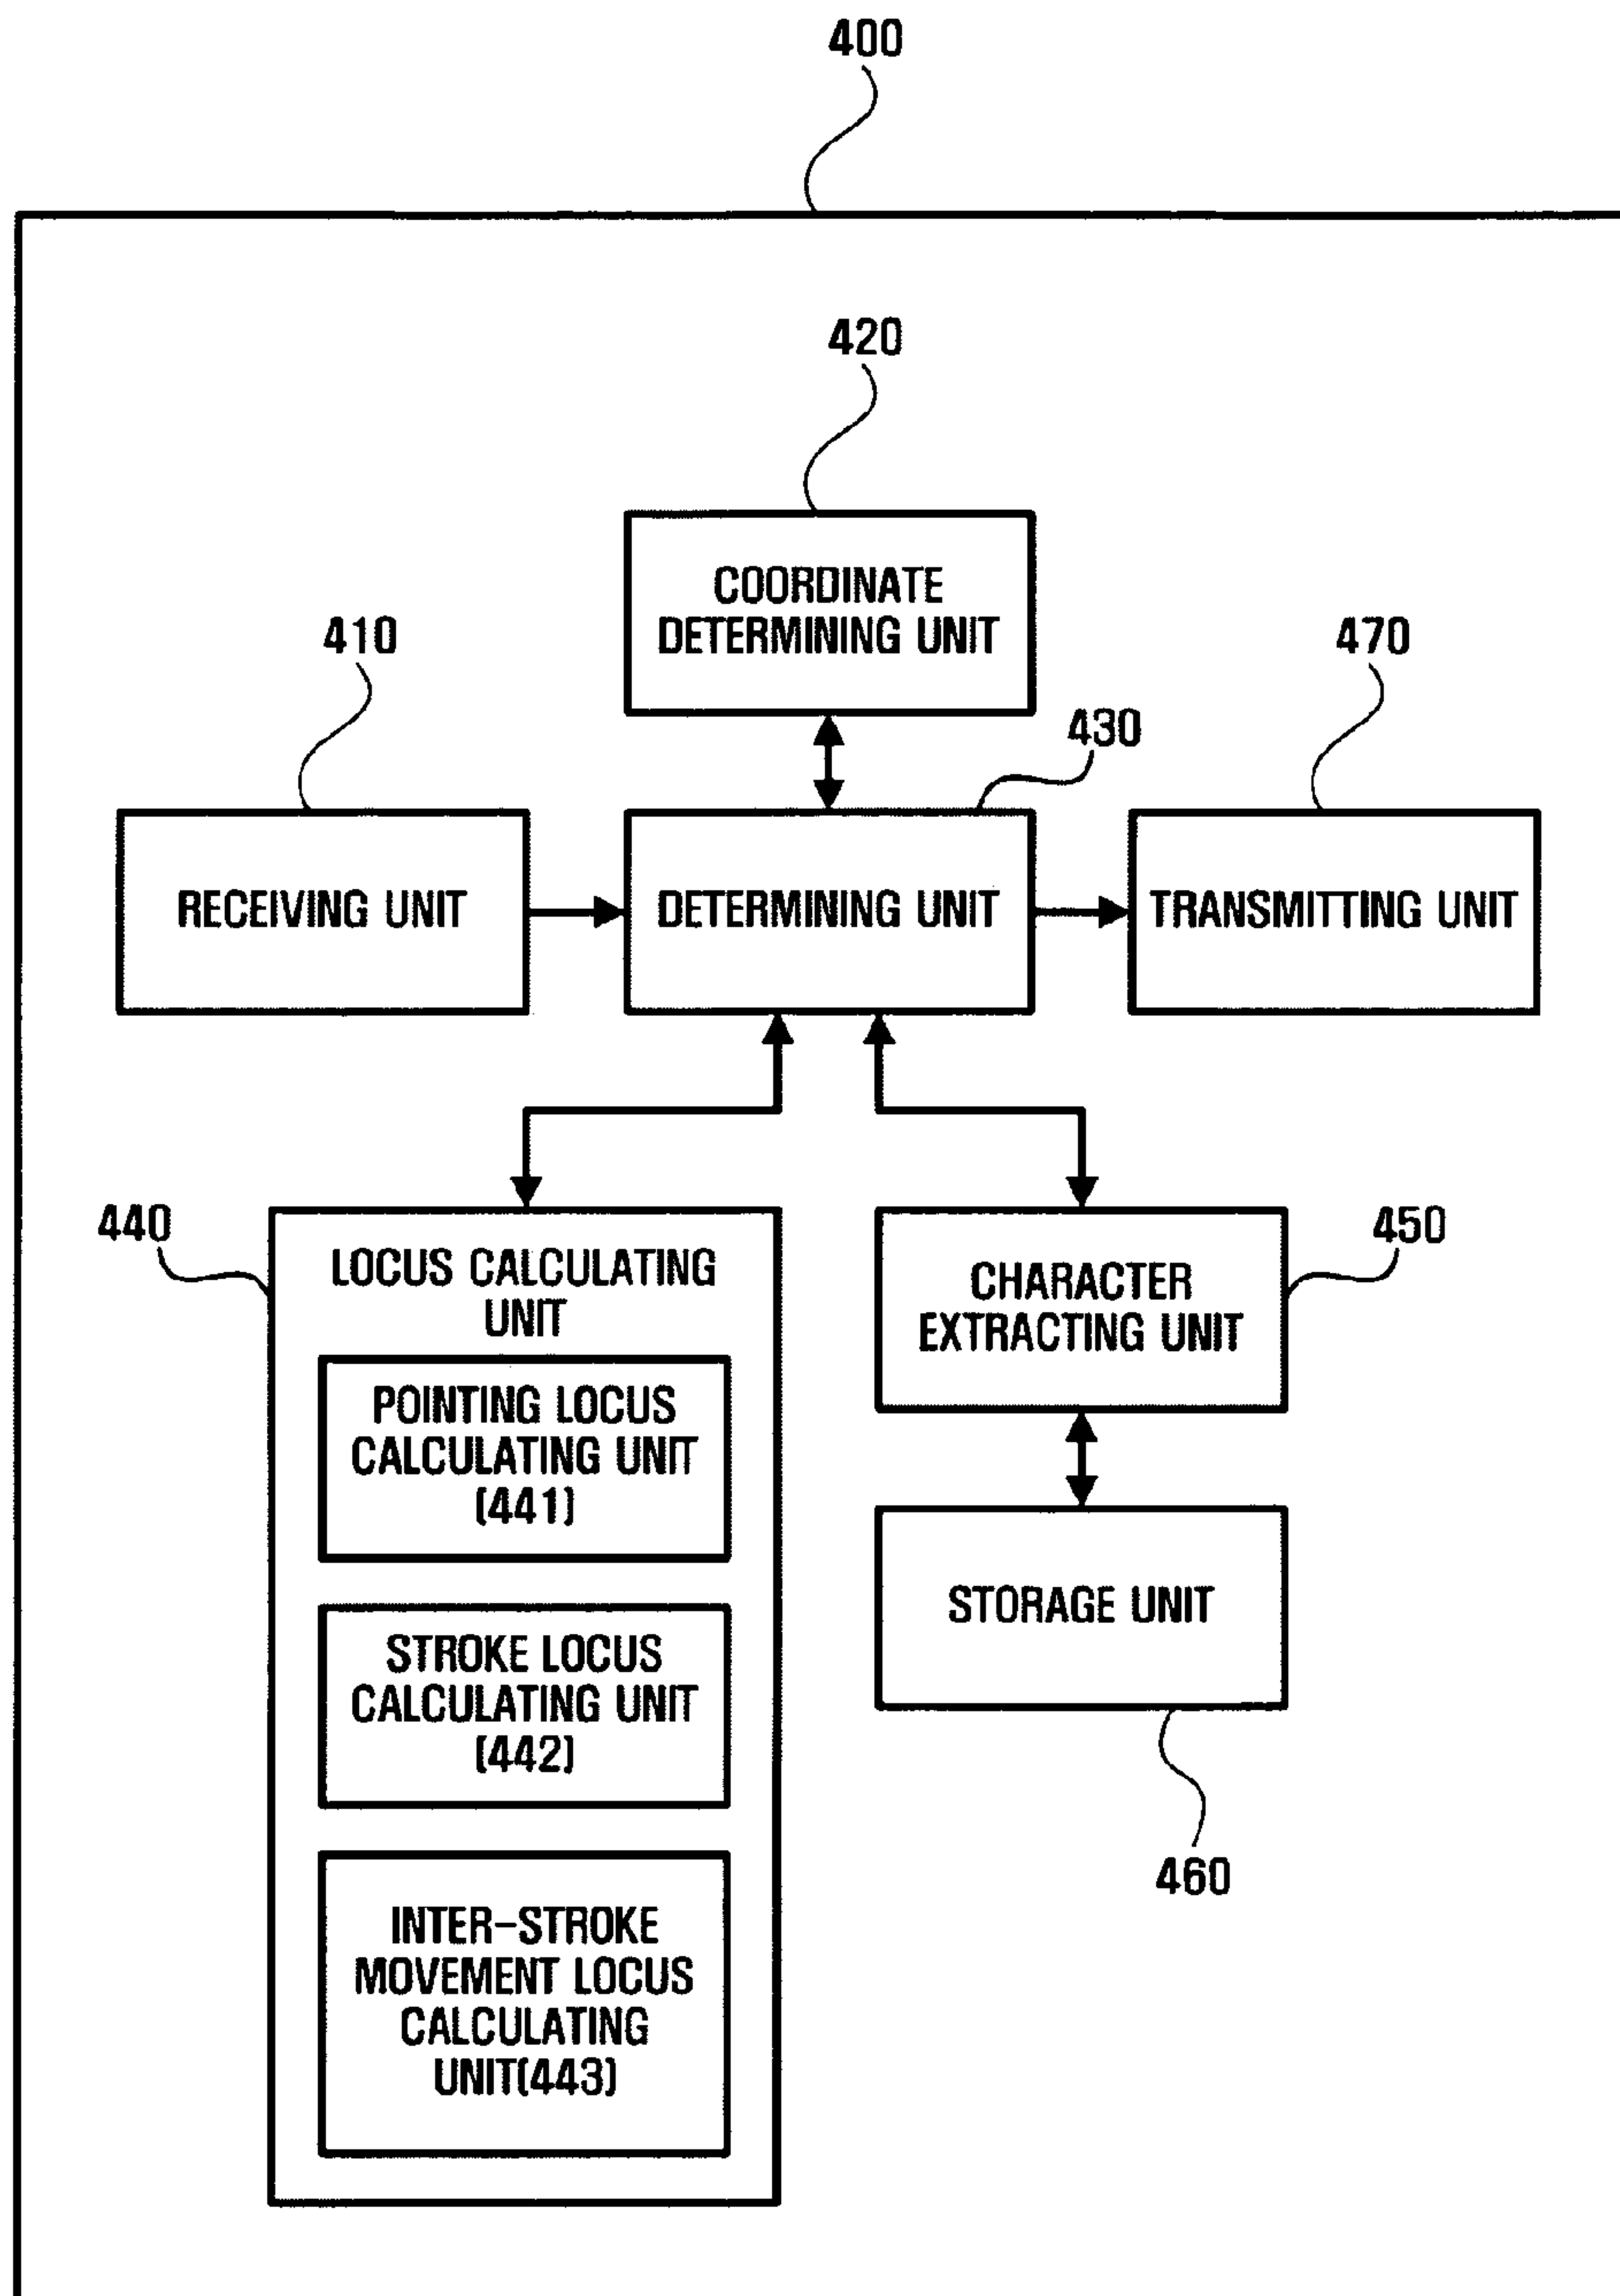 400
420
COORDINATE
DETERMINING UNIT
410
470
430
RECEIVING UNIT
DETERMINING UNIT
TRANSMITTING UNIT
440
LOCUS CALCULATING
UNIT
POINTING LOCUS
CALCULATING UNIT
(441)
STROKE LOCUS
CALCULATING UNIT
(442)
INTER-STROKE
MOVEMENT LOCUS
CALCULATING
UNIT(443)
450
CHARACTER
EXTRACTING UNIT
STORAGE UNIT
460